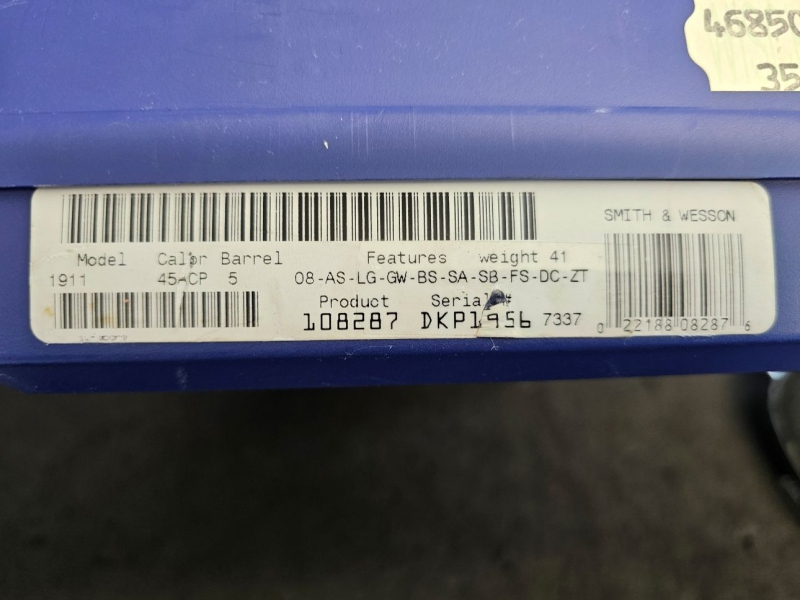 46850
35
SMITH & WESSON
Model Calbr Barrel Features weight 41
1911 45ACP 5 08-AS-LG-GW-BS-SA-SB-FS-DC-ZT
Product Serial #
108287 DKP1956 7337
0 22188 08287 6